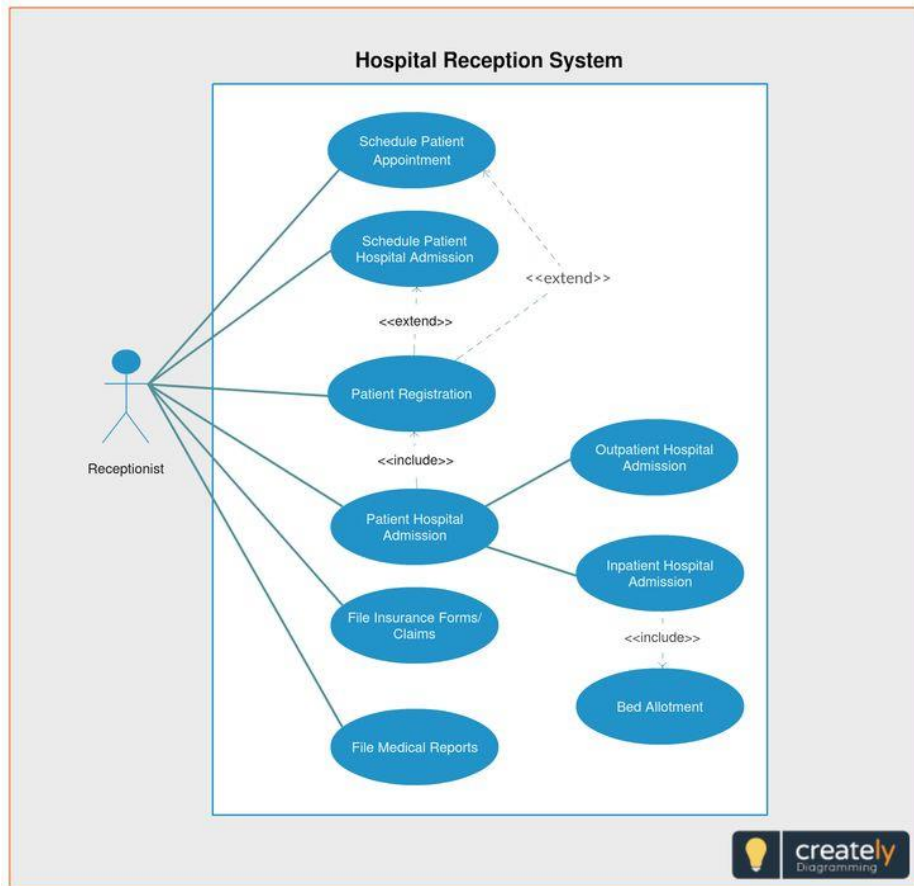 Hospital Reception System
Schedule Patient
Appointment
Schedule Patient
Hospital Admission
<<extend>>
<<extend>>
Patient Registration
Receptionist
<<include>>
Outpatient Hospital
Admission
Patient Hospital
Admission
Inpatient Hospital
Admission
File Insurance Forms/
Claims
<<include>>
Bed Allotment
File Medical Reports
creately
Diagramming